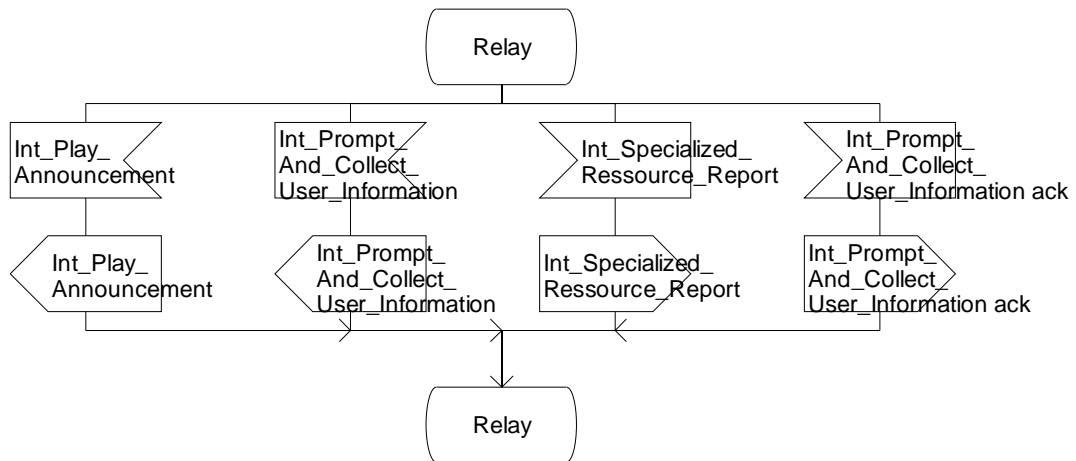 Relay
Int_Play_
Announcement
Int_Prompt_
And_Collect_
User_Information
Int_Specialized_
Ressource_Report
Int_Prompt_
And_Collect_
User_Information ack
Int_Play_
Announcement
Int_Prompt_
And_Collect_
User_Information
Int_Specialized_
Ressource_Report
Int_Prompt_
And_Collect_
User_Information ack
Relay